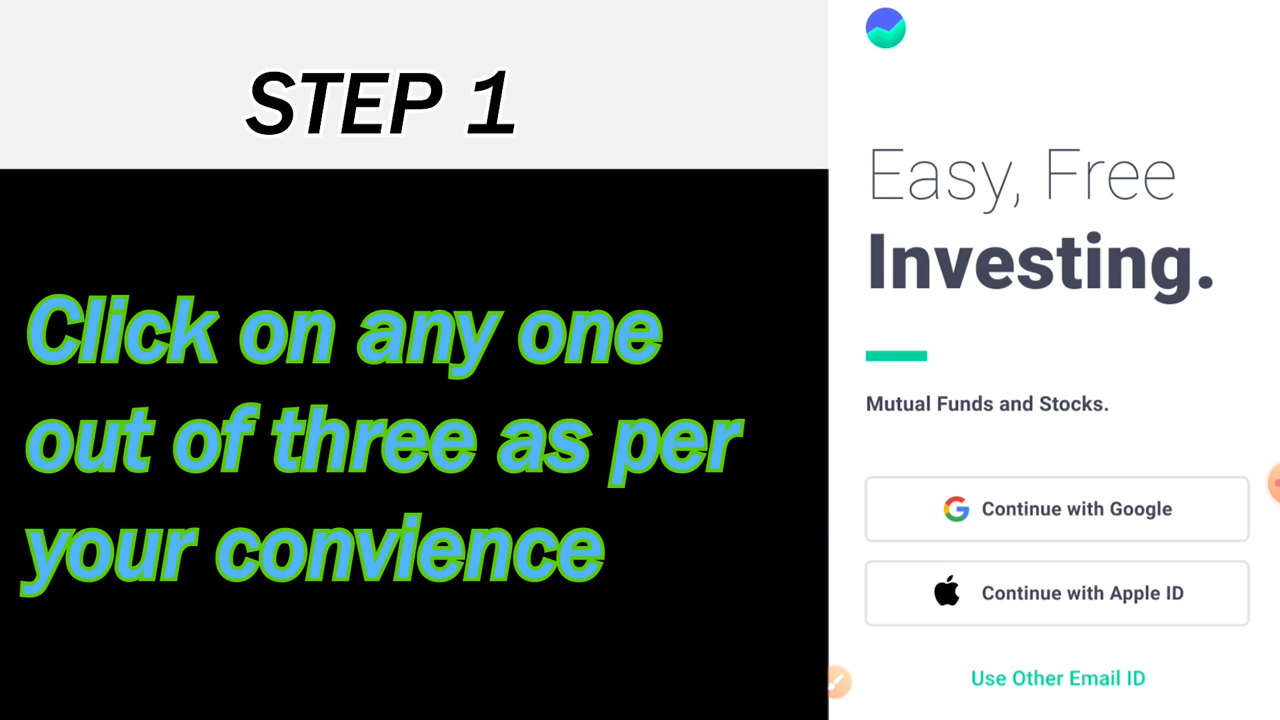 STEP 1
Click on any one
out of three as per
your convience
Easy, Free
Investing.
Mutual Funds and Stocks.
Continue with Google
Continue with Apple ID
Use Other Email ID